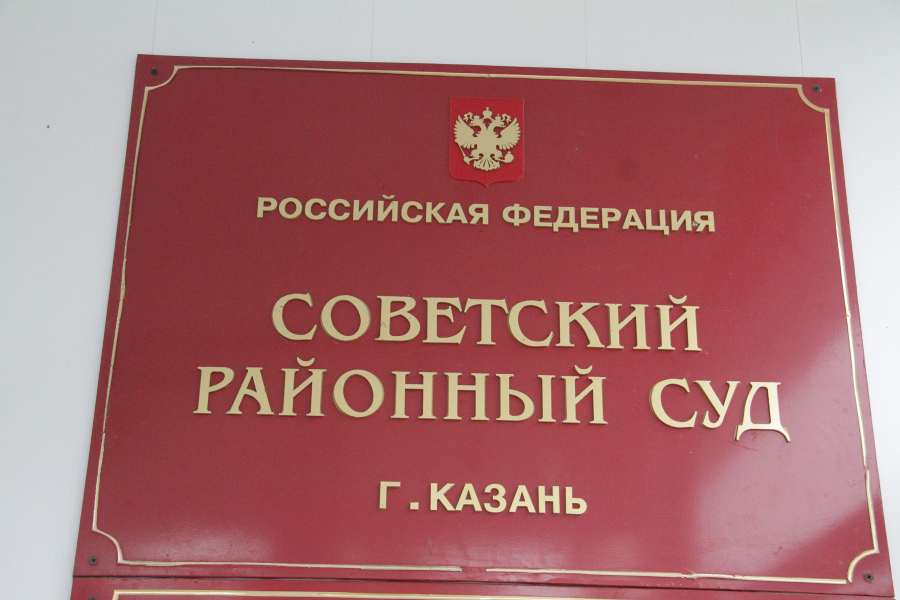 РОССИЙСКАЯ ФЕДЕРАЦИЯ
СОВЕТСКИЙ
РАЙОННЫЙ СУД
Г. КАЗАНЬ